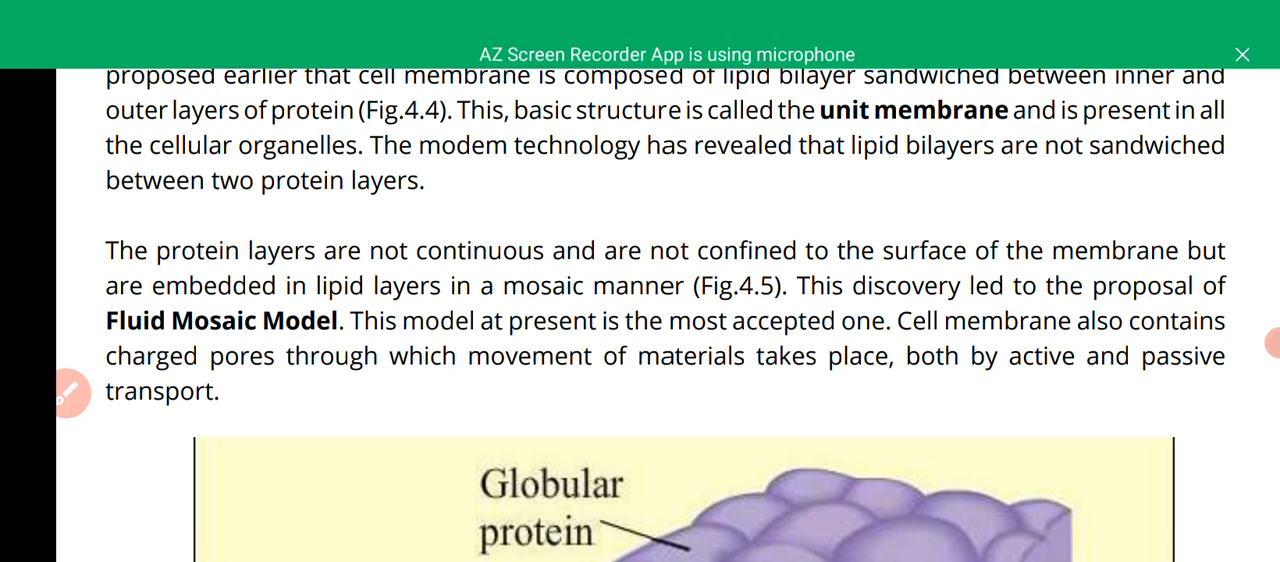 AZ Screen Recorder App is using microphone
proposed earlier that cell membrane is composed of lipid bilayer sandwiched between inner and
outer layers of protein (Fig.4.4). This, basic structure is called the unit membrane and is present in all
the cellular organelles. The modem technology has revealed that lipid bilayers are not sandwiched
between two protein layers.
The protein layers are not continuous and are not confined to the surface of the membrane but
are embedded in lipid layers in a mosaic manner (Fig.4.5). This discovery led to the proposal of
Fluid Mosaic Model. This model at present is the most accepted one. Cell membrane also contains
charged pores through which movement of materials takes place, both by active and passive
transport.
Globular
protein